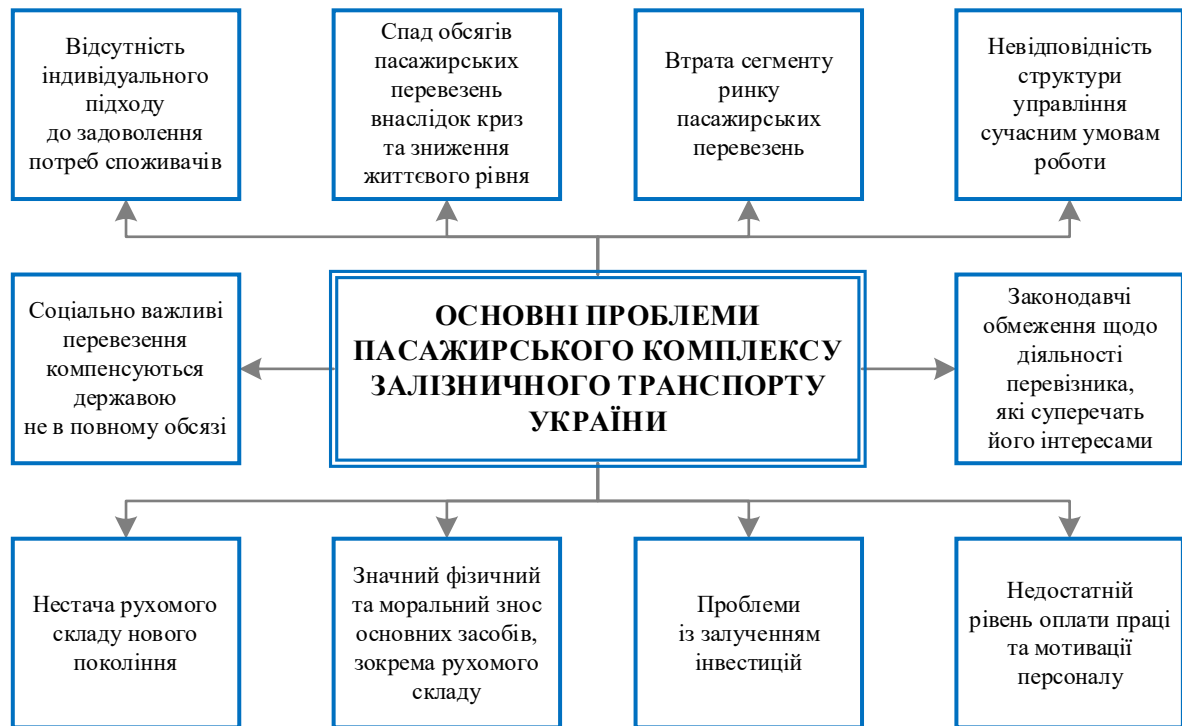 Відсутність
індивідуального
підходу
до задоволення
потреб споживачів
Спад обсягів
пасажирських
перевезень
внаслідок криз
та зниження
життєвого рівня
Втрата сегменту
ринку
пасажирських
перевезень
Невідповідність
структури
управління
сучасним умовам
роботи
Соціально важливі
перевезення
компенсуються
державою
не в повному обсязі
ОСНОВНІ ПРОБЛЕМИ
ПАСАЖИРСЬКОГО КОМПЛЕКСУ
ЗАЛІЗНИЧНОГО ТРАНСПОРТУ
УКРАЇНИ
Законодавчі
обмеження щодо
діяльності
перевізника,
які суперечать
його інтересами
Нестача рухомого
складу нового
покоління
Значний фізичний
та моральний знос
основних засобів,
зокрема рухомого
складу
Проблеми
із залученням
інвестицій
Недостатній
рівень оплати праці
та мотивації
персоналу